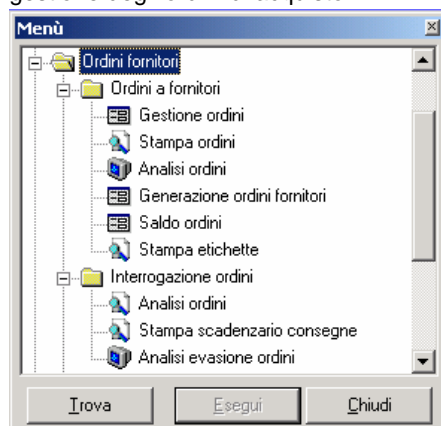 Menù
Ordini fornitori
Ordini a fornitori
Gestione ordini
Stampa ordini
Analisi ordini
Generazione ordini fornitori
Saldo ordini
Stampa etichette
Interrogazione ordini
Analisi ordini
Stampa scadenzario consegne
Analisi evasione ordini
Trova Esegui Chiudi